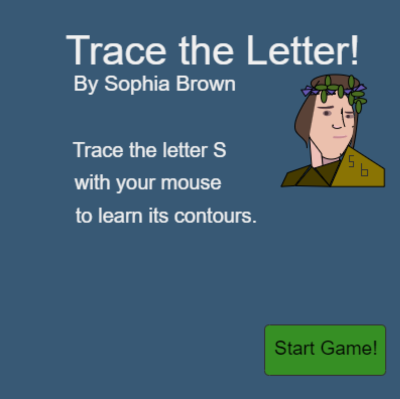 Trace the Letter!
By Sophia Brown
Trace the letter S
with your mouse
to learn its contours.
S b
Start Game!